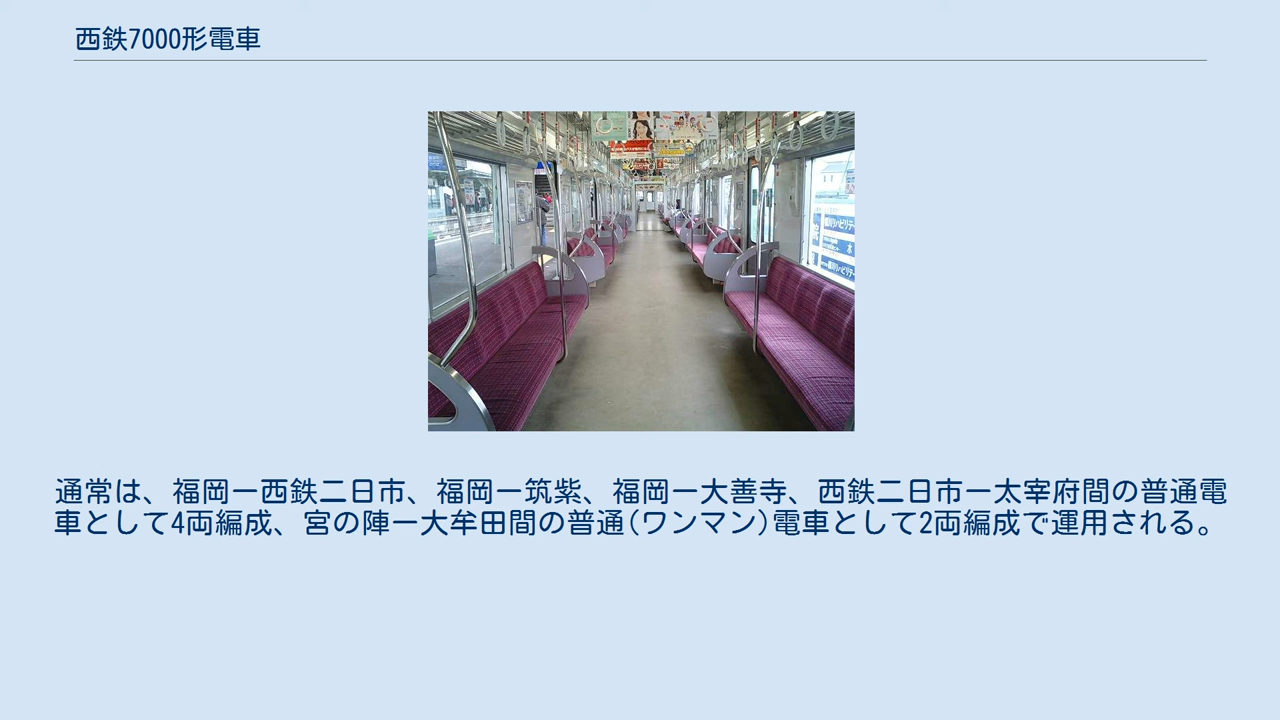 西鉄7000形電車
通常は、福岡ー西鉄二日市、福岡ー筑紫、福岡ー大善寺、西鉄二日市ー太宰府間の普通電
車として4両編成、宮の陣ー大牟田間の普通(ワンマン)電車として2両編成で運用される。